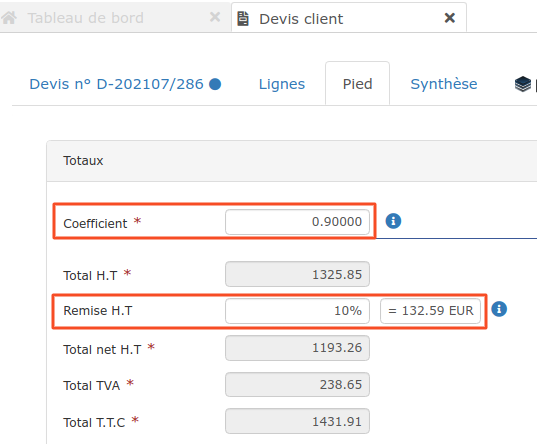 Tableau de bord
Devis client
Devis n° D-202107/286
Lignes
Pied
Synthèse
Totaux
Coefficient * 0.90000
Total H.T * 1325.85
Remise H.T 10% = 132.59 EUR
Total net H.T * 1193.26
Total TVA * 238.65
Total T.T.C * 1431.91